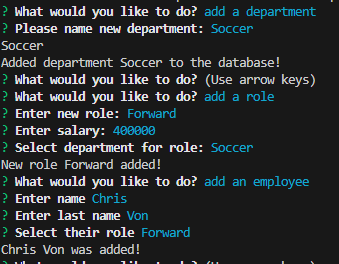 ? What would you like to do? add a department
? Please name new department: Soccer
Soccer
Added department Soccer to the database!
? What would you like to do? (Use arrow keys)
? What would you like to do? add a role
? Enter new role: Forward
? Enter salary: 400000
? Select department for role: Soccer
New role Forward added!
? What would you like to do? add an employee
? Enter name Chris
? Enter last name Von
? Select their role Forward
Chris Von was added!